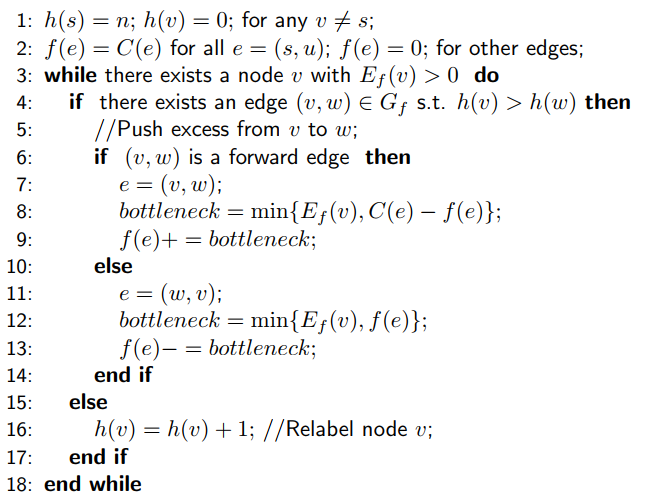 1: h(s) = n; h(v) = 0; for any v ≠ s;
2: f(e) = C(e) for all e = (s, u); f(e) = 0; for other edges;
3: while there exists a node v with E_f(v) > 0 do
4: if there exists an edge (v, w) ∈ G_f s.t. h(v) > h(w) then
5: //Push excess from v to w;
6: if (v, w) is a forward edge then
7: e = (v, w);
8: bottleneck = min{E_f(v), C(e) − f(e)};
9: f(e)+ = bottleneck;
10: else
11: e = (w, v);
12: bottleneck = min{E_f(v), f(e)};
13: f(e)− = bottleneck;
14: end if
15: else
16: h(v) = h(v) + 1; //Relabel node v;
17: end if
18: end while